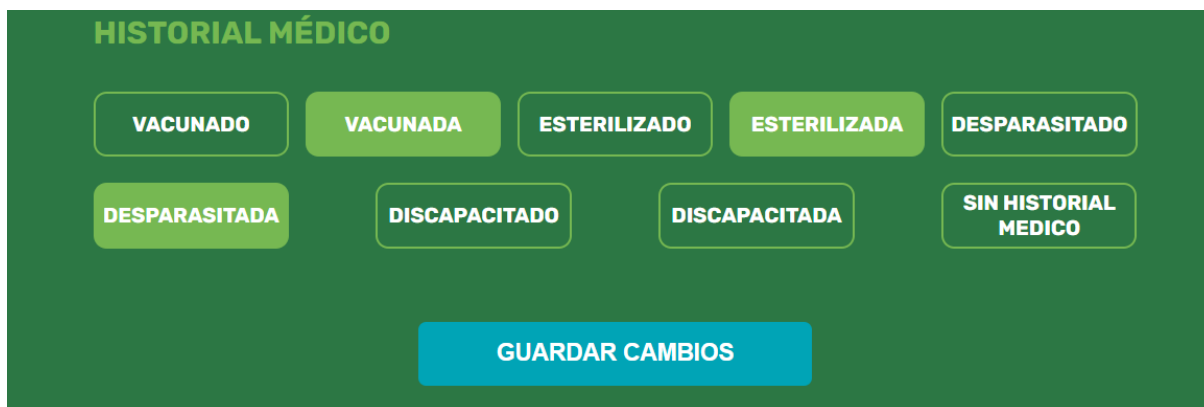 HISTORIAL MÉDICO
VACUNADO
VACUNADA
ESTERILIZADO
ESTERILIZADA
DESPARASITADO
DESPARASITADA
DISCAPACITADO
DISCAPACITADA
SIN HISTORIAL
MEDICO
GUARDAR CAMBIOS